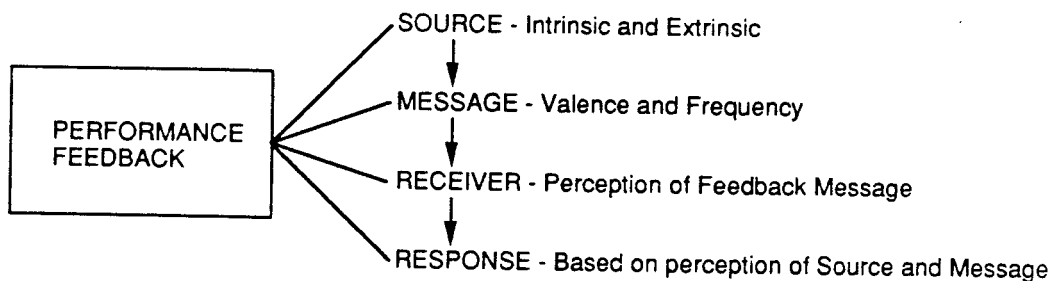 SOURCE - Intrinsic and Extrinsic
MESSAGE - Valence and Frequency
PERFORMANCE
FEEDBACK
RECEIVER - Perception of Feedback Message
RESPONSE - Based on perception of Source and Message